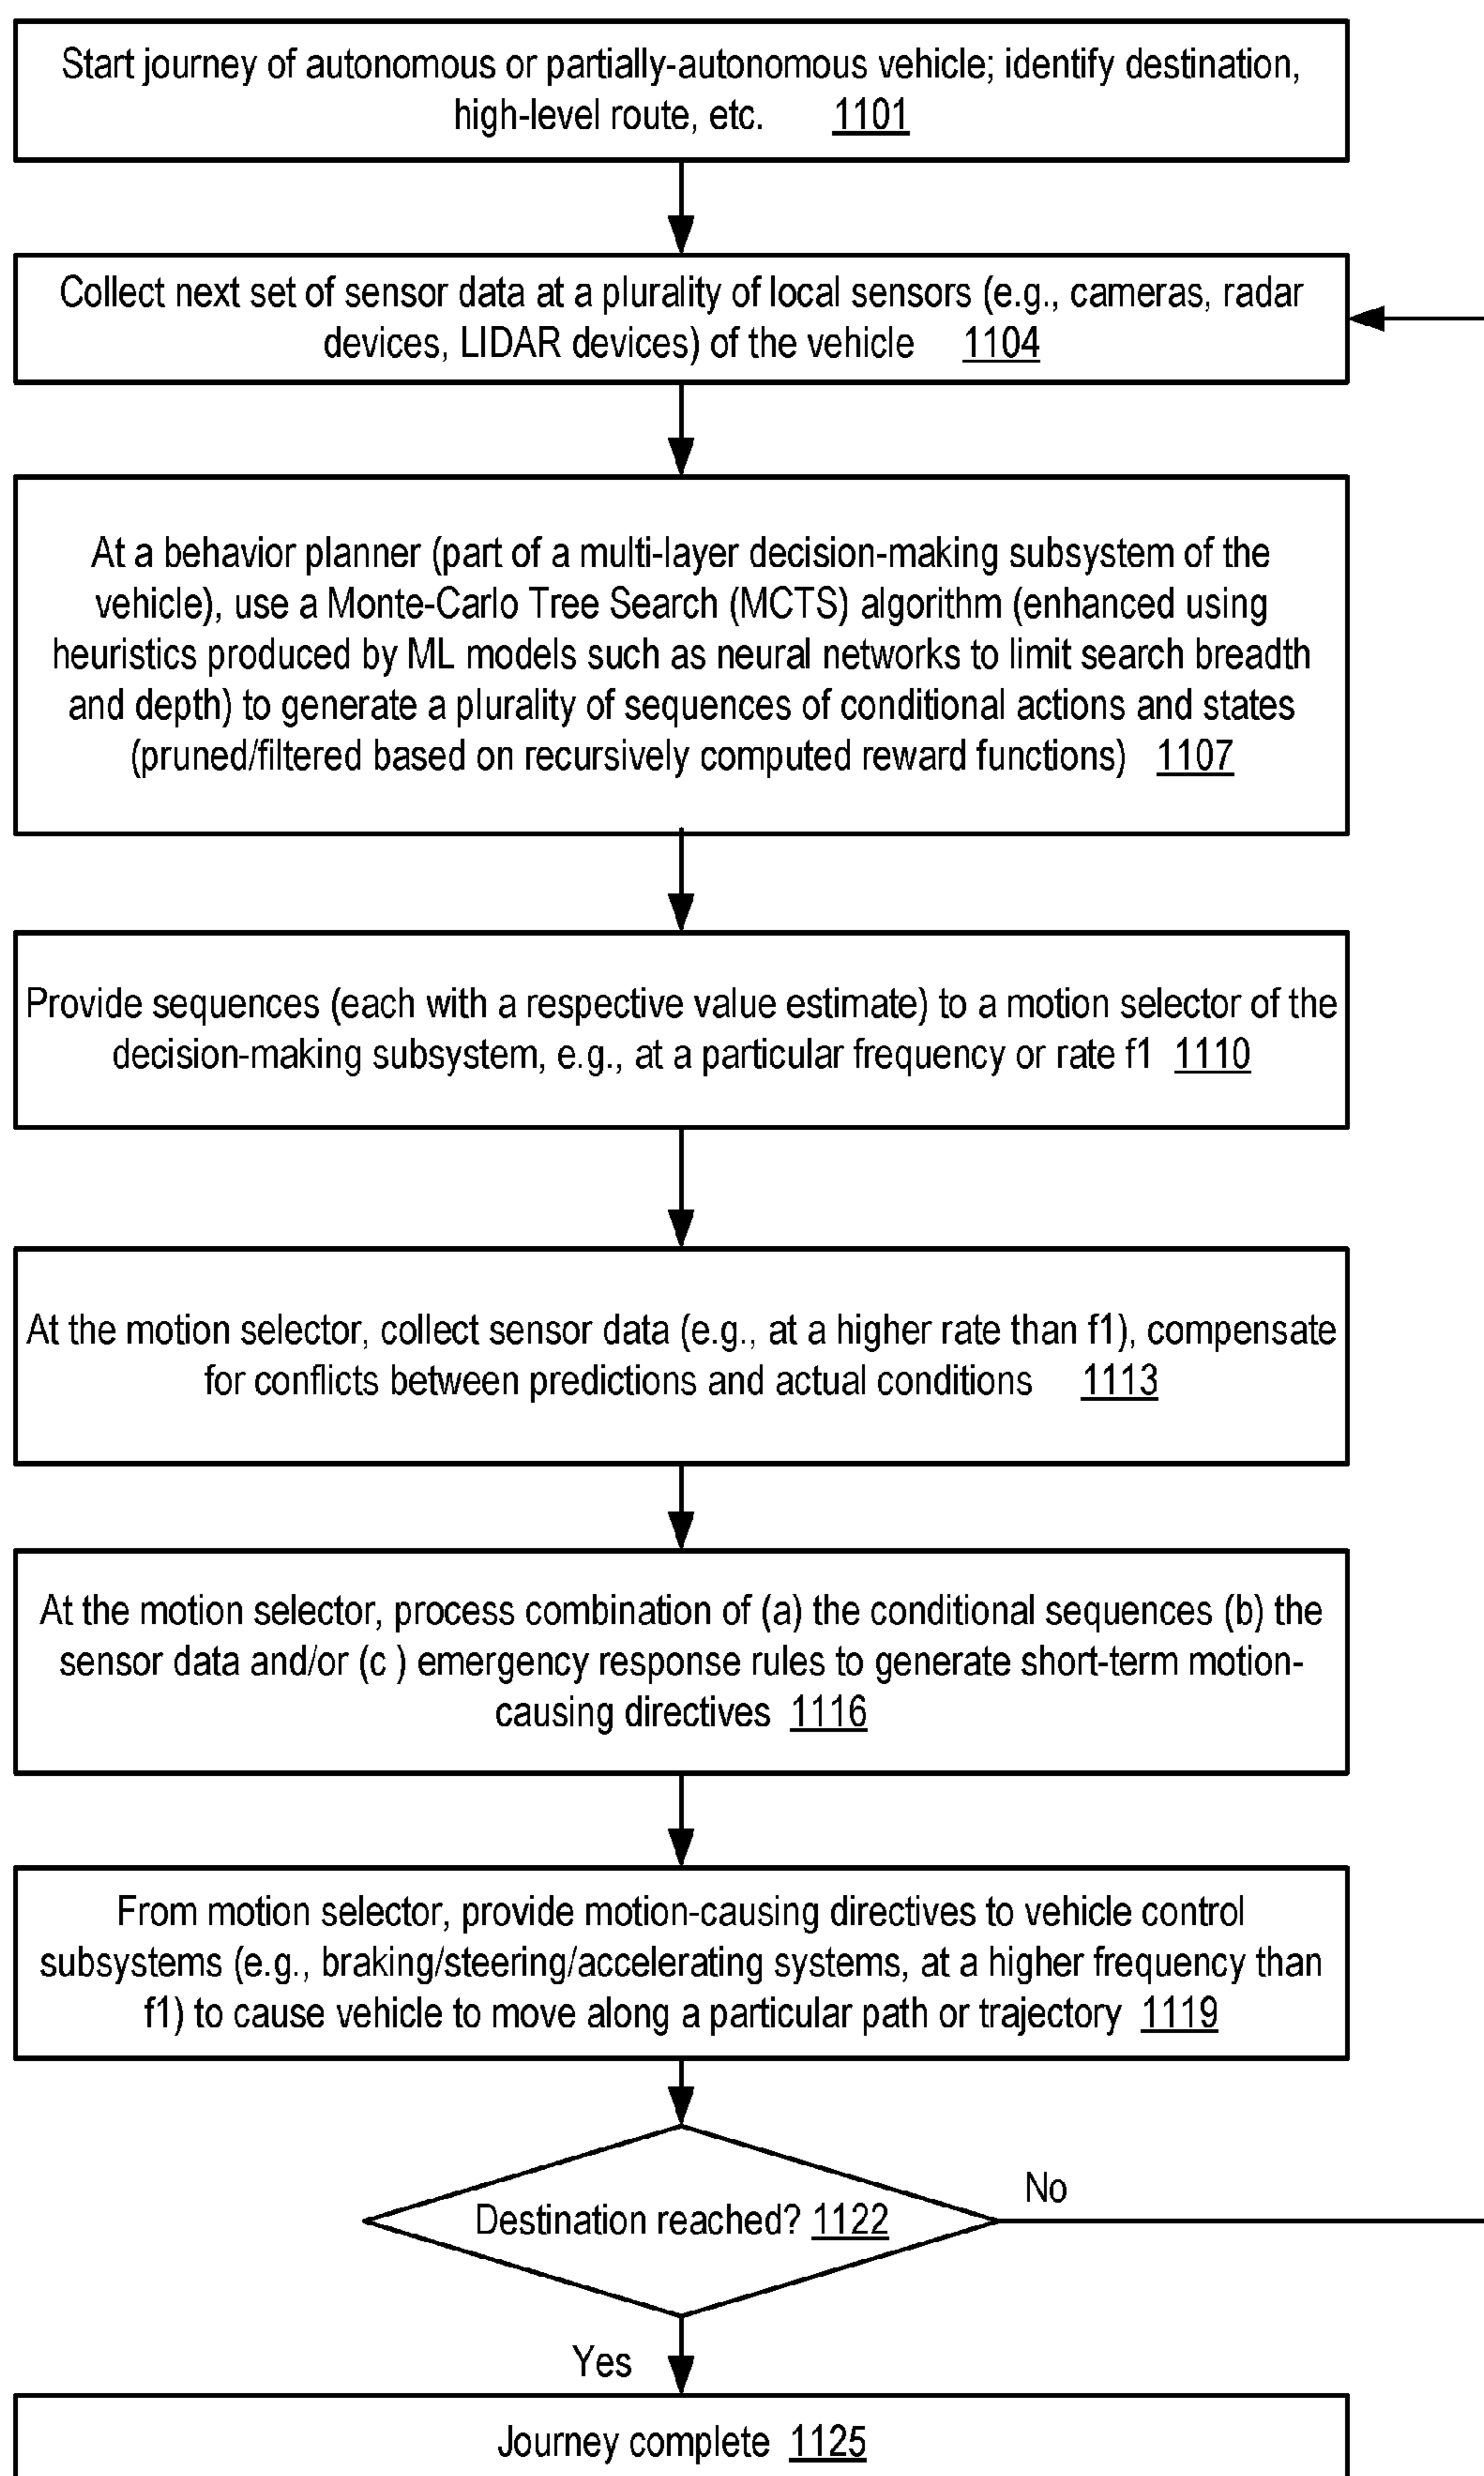 Start journey of autonomous or partially-autonomous vehicle; identify destination,
high-level route, etc. 1101
Collect next set of sensor data at a plurality of local sensors (e.g., cameras, radar
devices, LIDAR devices) of the vehicle 1104
At a behavior planner (part of a multi-layer decision-making subsystem of the
vehicle), use a Monte-Carlo Tree Search (MCTS) algorithm (enhanced using
heuristics produced by ML models such as neural networks to limit search breadth
and depth) to generate a plurality of sequences of conditional actions and states
(pruned/filtered based on recursively computed reward functions) 1107
Provide sequences (each with a respective value estimate) to a motion selector of the
decision-making subsystem, e.g., at a particular frequency or rate f1 1110
At the motion selector, collect sensor data (e.g., at a higher rate than f1), compensate
for conflicts between predictions and actual conditions 1113
At the motion selector, process combination of (a) the conditional sequences (b) the
sensor data and/or (c ) emergency response rules to generate short-term motion-
causing directives 1116
From motion selector, provide motion-causing directives to vehicle control
subsystems (e.g., braking/steering/accelerating systems, at a higher frequency than
f1) to cause vehicle to move along a particular path or trajectory 1119
Destination reached? 1122
No
Yes
Journey complete 1125